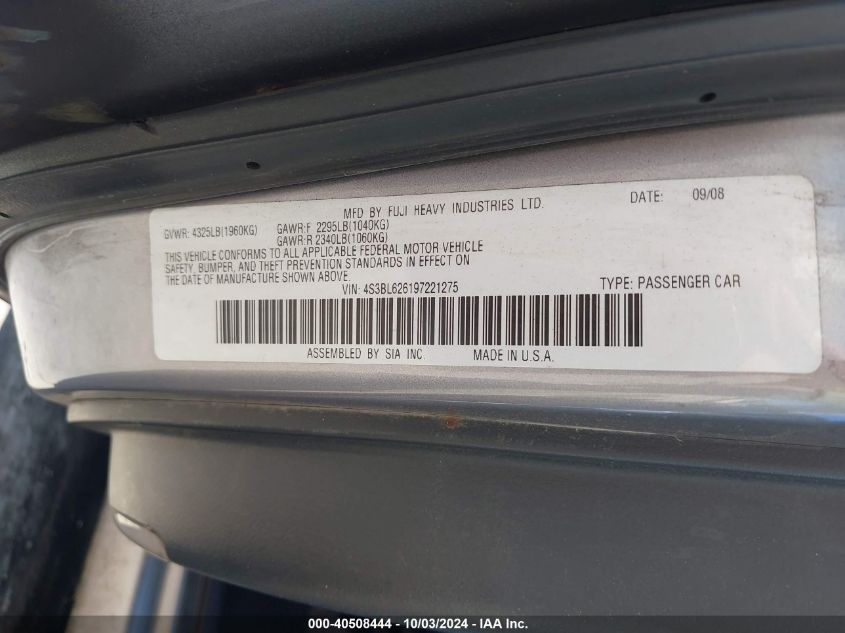 MFD BY FUJI HEAVY INDUSTRIES LTD. DATE: 09/08
GVWR: 4325LB(1960KG) GAWR:F 2295LB(1040KG)
GAWR:R 2340LB(1060KG)
THIS VEHICLE CONFORMS TO ALL APPLICABLE FEDERAL MOTOR VEHICLE
SAFETY, BUMPER, AND THEFT PREVENTION STANDARDS IN EFFECT ON
THE DATE OF MANUFACTURE SHOWN ABOVE.
VIN: 4S3BL626197221275 TYPE: PASSENGER CAR
ASSEMBLED BY SIA INC. MADE IN U.S.A.
000-40508444 - 10/03/2024 - IAA Inc.